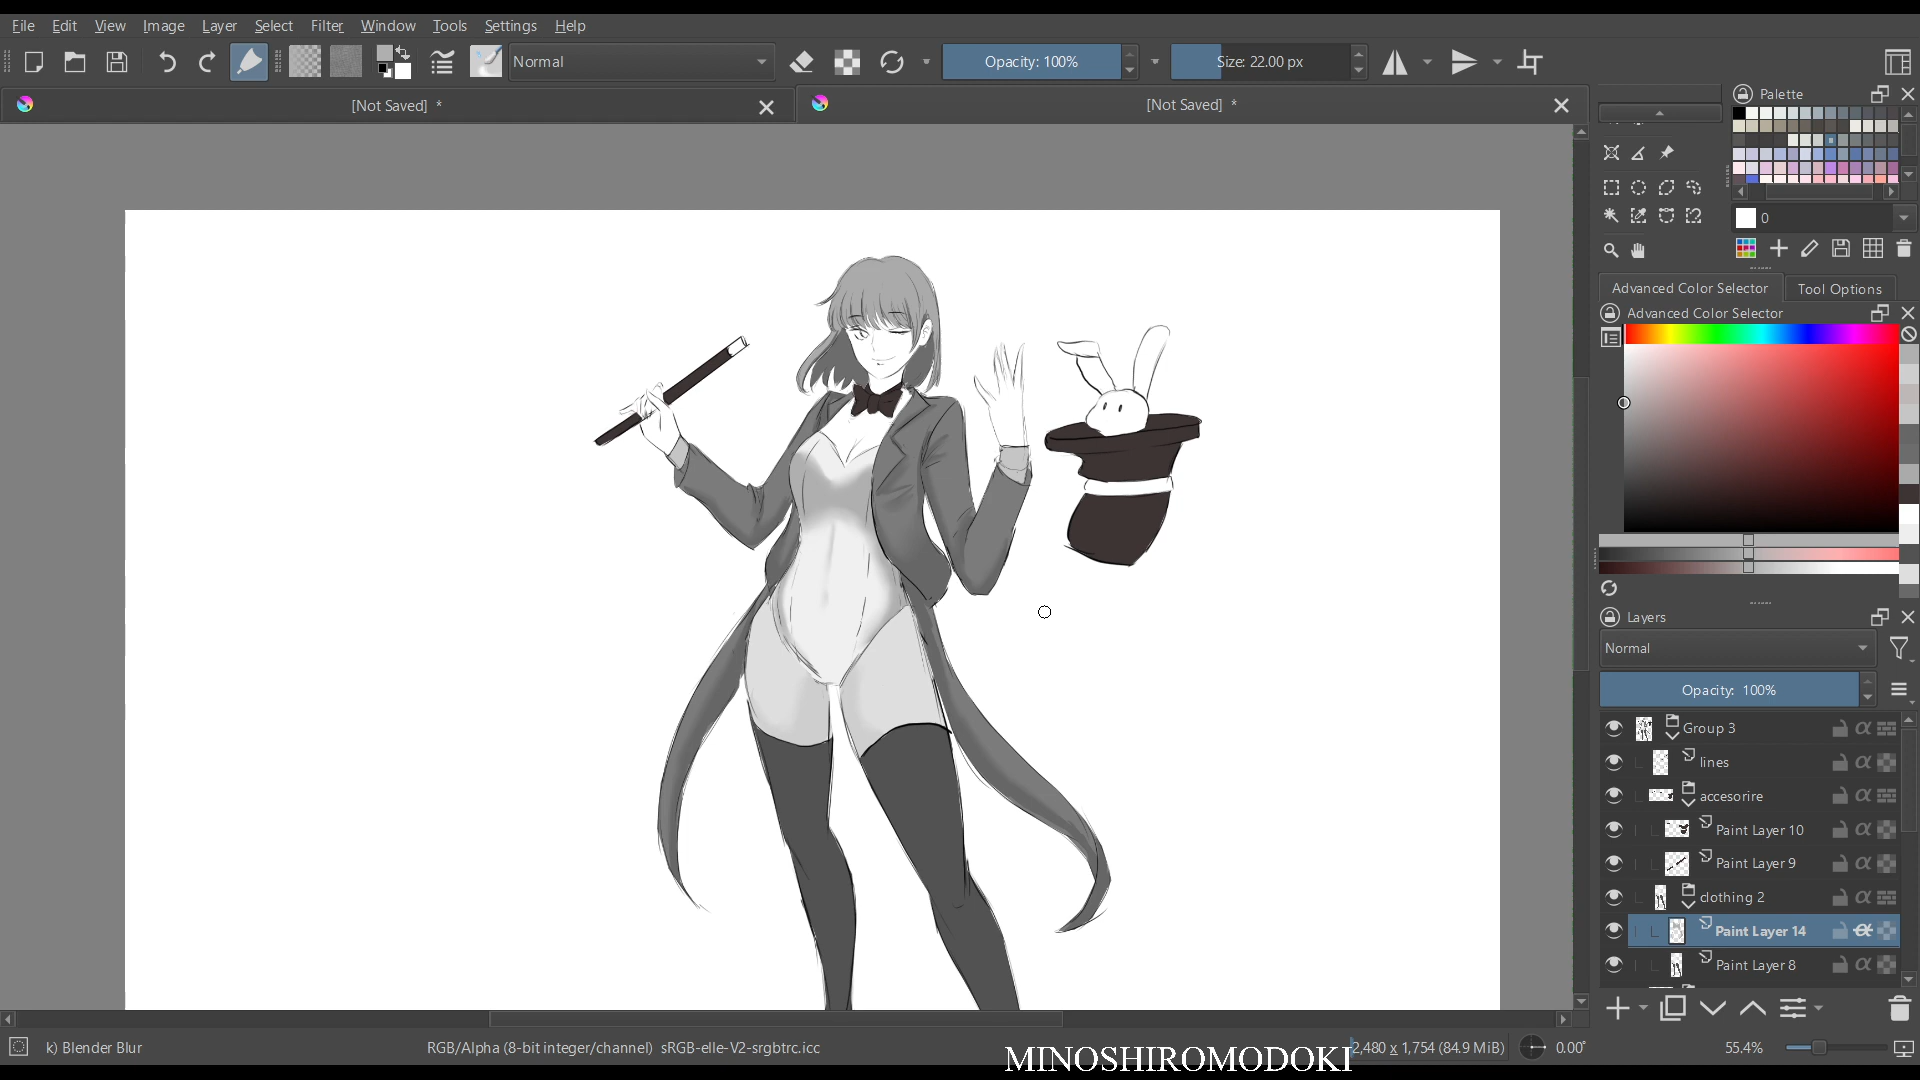 File Edit View Image Layer Select Filter Window Tools Settings Help
Normal
Opacity: 100%
Size: 22.00 px
[Not Saved] *
[Not Saved] *
Palette
0
Advanced Color Selector
Tool Options
Advanced Color Selector
Layers
Normal
Opacity: 100%
Group 3
lines
accesorire
Paint Layer 10
Paint Layer 9
clothing 2
Paint Layer 14
Paint Layer 8
k) Blender Blur
RGB/Alpha (8-bit integer/channel) sRGB-elle-V2-srgbtrc.icc
MINOSHIROMODOKI
2,480 x 1,754 (84.9 MiB)
0.00°
55.4%